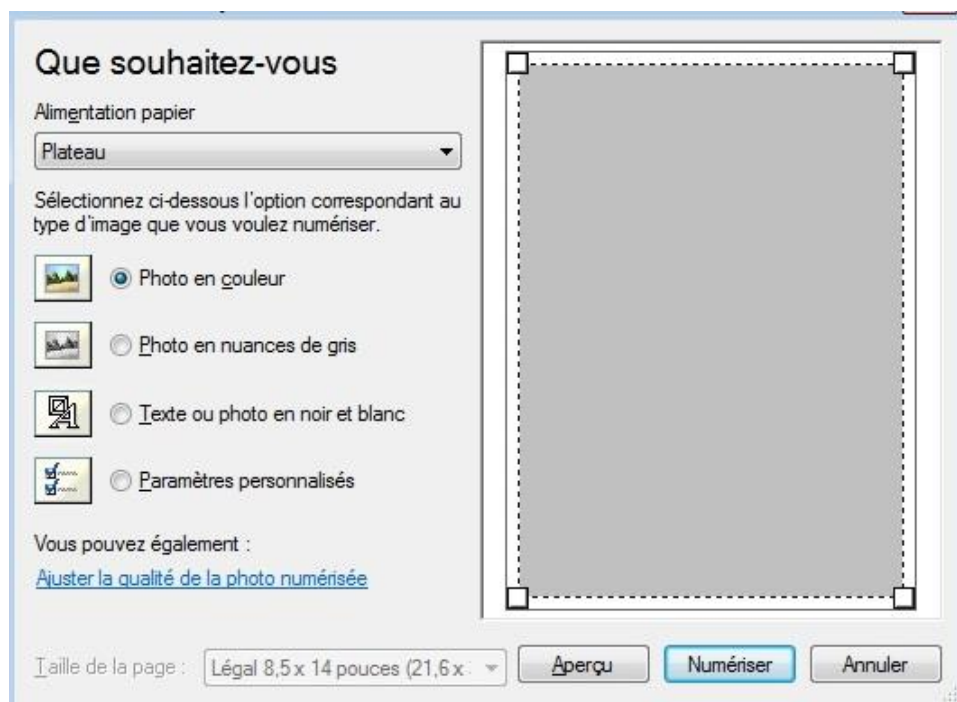 Que souhaitez-vous
Alimentation papier
Plateau
Sélectionnez ci-dessous l'option correspondant au
type d'image que vous voulez numériser.
Photo en couleur
Photo en nuances de gris
Texte ou photo en noir et blanc
Paramètres personnalisés
Vous pouvez également :
Ajuster la qualité de la photo numérisée
Taille de la page : Légal 8,5 x 14 pouces (21,6 x Aperçu Numériser Annuler